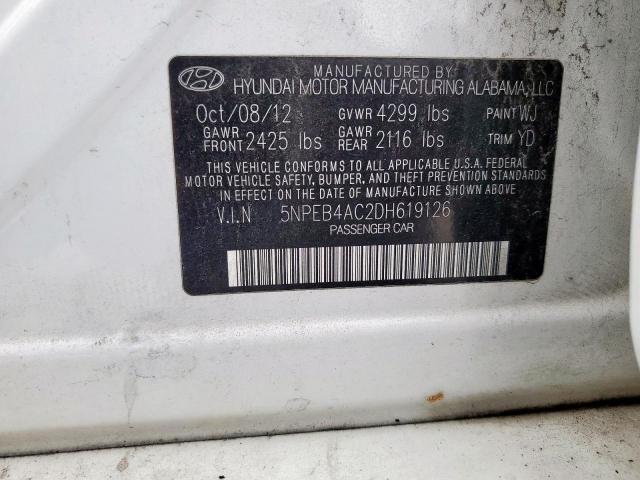 MANUFACTURED BY
HYUNDAI MOTOR MANUFACTURING ALABAMA, LLC
Oct/08/12 GVWR 4299 lbs PAINT WJ
GAWR FRONT 2425 lbs GAWR REAR 2116 lbs TRIM YD
THIS VEHICLE CONFORMS TO ALL APPLICABLE U.S.A. FEDERAL
MOTOR VEHICLE SAFETY, BUMPER, AND THEFT PREVENTION
STANDARDS IN EFFECT ON THE DATE OF MANUFACTURE SHOWN ABOVE.
V.I.N 5NPEB4AC2DH619126
PASSENGER CAR